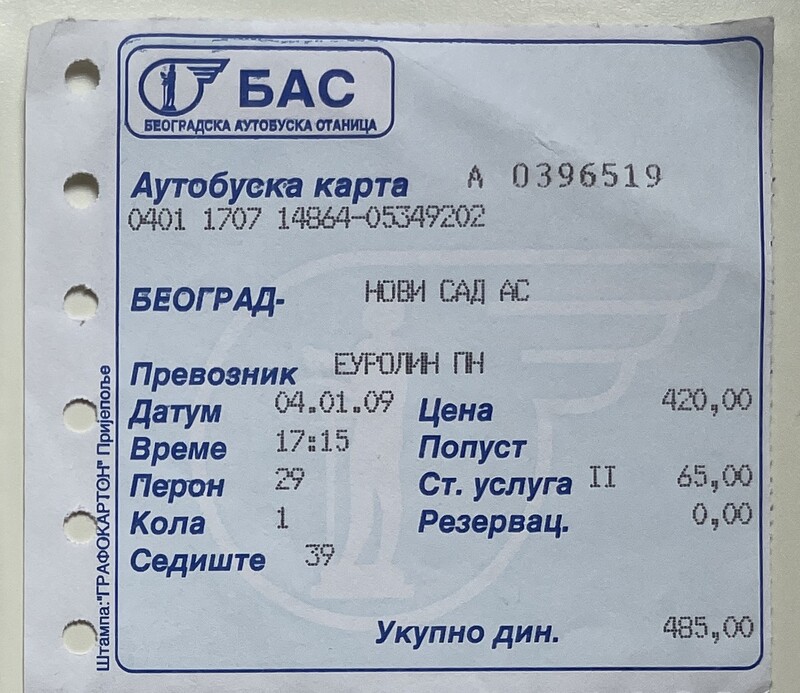 БАС
БЕОГРАДСКА АУТОБУСКА СТАНИЦА
Аутобуска карта А 0396519
0401 1707 14864-05349202
БЕОГРАД- НОВИ САД АС
Превозник ЕУРОЛИН ПН
Датум 04.01.09 Цена 420,00
Време 17:15 Попуст
Перон 29 Ст. услуга II 65,00
Кола 1 Резервац. 0,00
Седиште 39
Укупно дин. 485,00
Штампа:"ГРАФОКАРТОН" Пријепоље